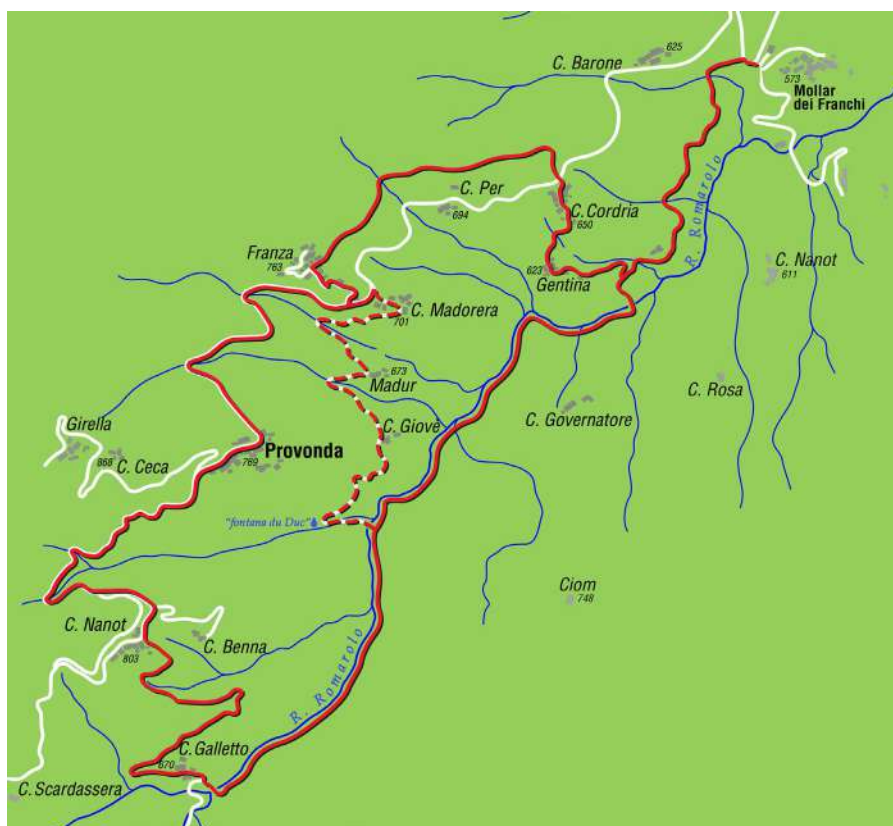 625
C. Barone
573
Mollar
dei Franchi
C. Per
694
C. Cordria
650
R. Romarolo
Franza
763
623
Gentina
C. Nanot
611
C. Madorera
701
673
Madur
C. Rosa
C. Governatore
C. Giové
Girella
868
C. Ceca
Provonda
769
"fontana du Duc"
Ciom
748
C. Nanot
803
C. Benna
R. Romarolo
C. Galletto
670
C. Scardassera